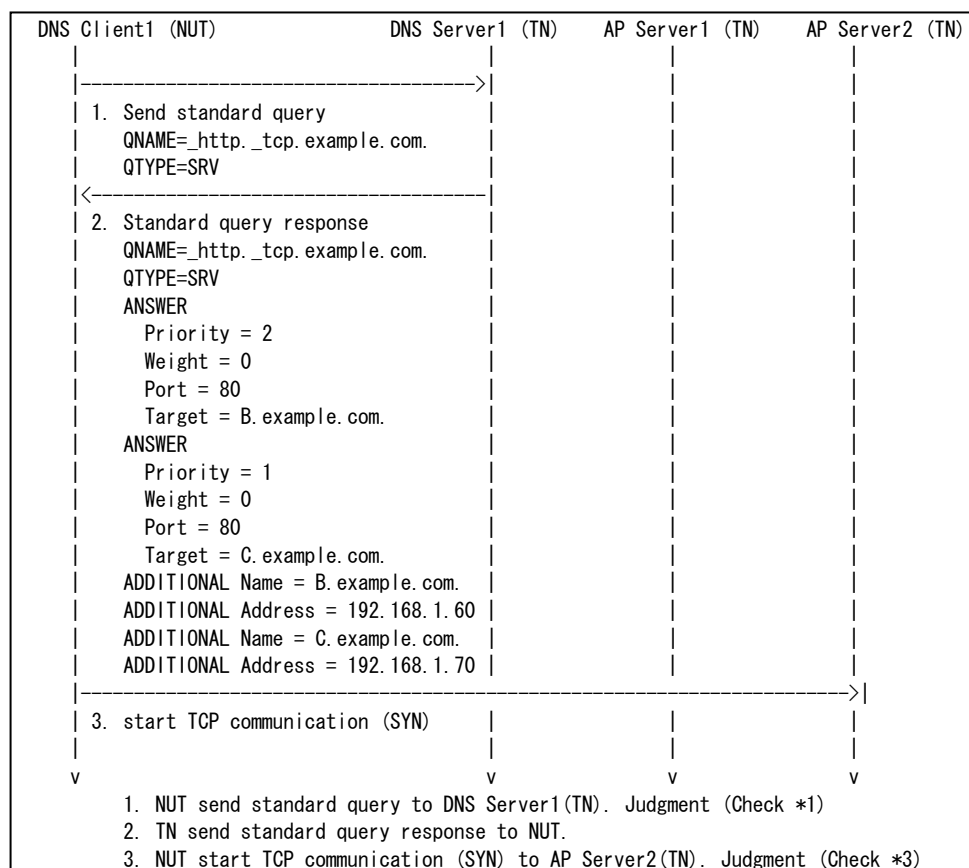 DNS Client1 (NUT) DNS Server1 (TN) AP Server1 (TN) AP Server2 (TN)
| | | |
|------------------------------------->| | |
| 1. Send standard query | | |
| QNAME=_http._tcp.example.com. | | |
| QTYPE=SRV | | |
|<-------------------------------------| | |
| 2. Standard query response | | |
| QNAME=_http._tcp.example.com. | | |
| QTYPE=SRV | | |
| ANSWER | | |
| Priority = 2 | | |
| Weight = 0 | | |
| Port = 80 | | |
| Target = B.example.com. | | |
| ANSWER | | |
| Priority = 1 | | |
| Weight = 0 | | |
| Port = 80 | | |
| Target = C.example.com. | | |
| ADDITIONAL Name = B.example.com. | | |
| ADDITIONAL Address = 192.168.1.60 | | |
| ADDITIONAL Name = C.example.com. | | |
| ADDITIONAL Address = 192.168.1.70 | | |
|------------------------------------------------------------------------>|
| 3. start TCP communication (SYN) | | |
| | | |
v v v v
1. NUT send standard query to DNS Server1(TN). Judgment (Check *1)
2. TN send standard query response to NUT.
3. NUT start TCP communication (SYN) to AP Server2(TN). Judgment (Check *3)